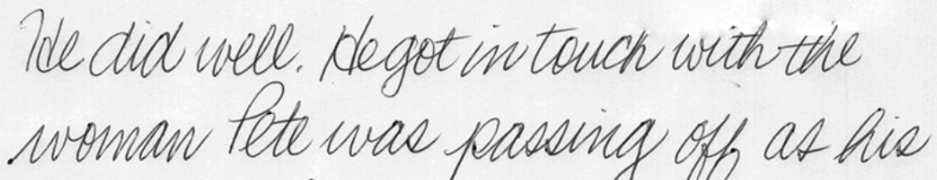 He did well. He got in touch with the
woman Pete was passing off as his